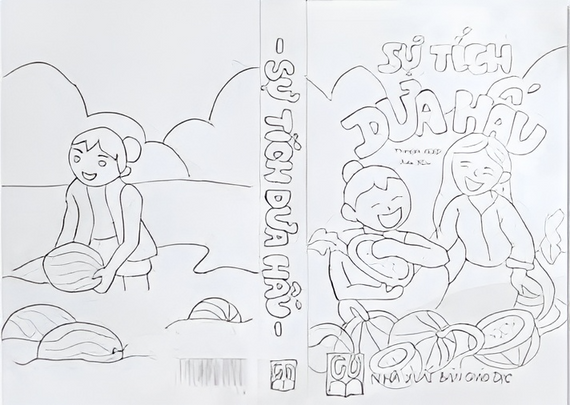 - SỰ TÍCH DƯA HẤU -
SỰ TÍCH
DƯA HẤU
GD
NHÀ XUẤT BẢN GIÁO DỤC